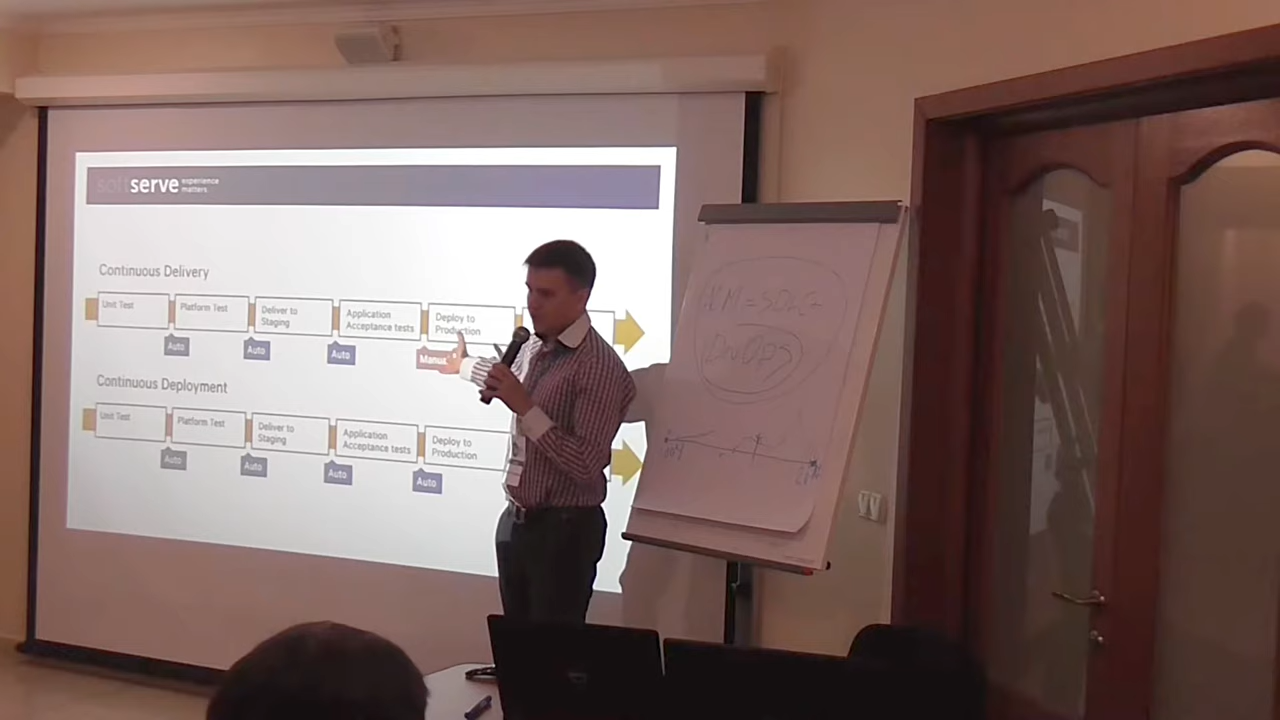 softserve experience
matters
Continuous Delivery
Unit Test
Platform Test
Deliver to
Staging
Application
Acceptance tests
Deploy to
Production
Auto
Auto
Auto
Continuous Deployment
Unit Test
Platform Test
Deliver to
Staging
Application
Acceptance tests
Deploy to
Production
Auto
Auto
Auto
Auto